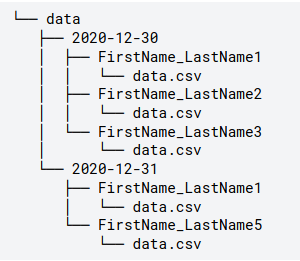 └── data
    ├── 2020-12-30
    │   ├── FirstName_LastName1
    │   │   └── data.csv
    │   ├── FirstName_LastName2
    │   │   └── data.csv
    │   └── FirstName_LastName3
    │       └── data.csv
    └── 2020-12-31
        ├── FirstName_LastName1
        │   └── data.csv
        └── FirstName_LastName5
            └── data.csv